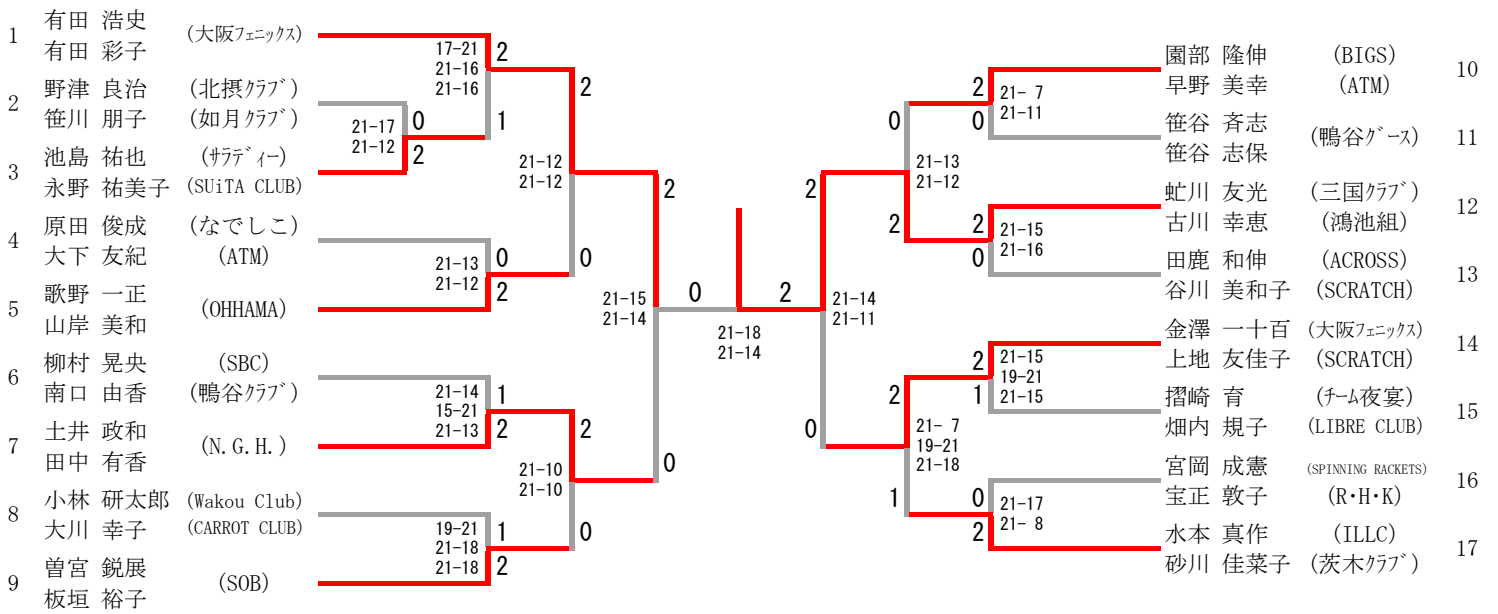 1 有田 浩史 (大阪フェニックス)
有田 彩子
2 野津 良治 (北摂クラブ)
笹川 朋子 (如月クラブ)
3 池島 祐也 (サラディー)
永野 祐美子 (SUiTA CLUB)
4 原田 俊成 (なでしこ)
大下 友紀 (ATM)
5 歌野 一正 (OHHAMA)
山岸 美和
6 柳村 晃央 (SBC)
南口 由香 (鴨谷クラブ)
7 土井 政和 (N.G.H.)
田中 有香
8 小林 研太郎 (Wakou Club)
大川 幸子 (CARROT CLUB)
9 曽宮 鋭展 (SOB)
板垣 裕子
17-21 2
21-16
21-16
1
21-17 0
21-12 2
21-13 0
21-12 2
21-14 1
15-21
21-13 2
19-21 1
21-18
21-18 2
2
21-12
21-12
0
2
21-10
21-10
0
2
21-15
21-14
0
0 2
21-18
21-14
2
21-14
21-11
0
0
21-13
21-12
2
2
21- 7
19-21
21-18
1
2 21- 7
0 21-11
2 21-15
0 21-16
2 21-15
19-21
1 21-15
0 21-17
2 21- 8
園部 隆伸 (BIGS) 10
早野 美幸 (ATM)
笹谷 斉志 (鴨谷グース) 11
笹谷 志保
虻川 友光 (三国クラブ) 12
古川 幸恵 (鴻池組)
田鹿 和伸 (ACROSS) 13
谷川 美和子 (SCRATCH)
金澤 一十百 (大阪フェニックス) 14
上地 友佳子 (SCRATCH)
摺崎 育 (チーム夜宴) 15
畑内 規子 (LIBRE CLUB)
宮岡 成憲 (SPINNING RACKETS) 16
宝正 敦子 (R・H・K)
水本 真作 (ILLC) 17
砂川 佳菜子 (茨木クラブ)